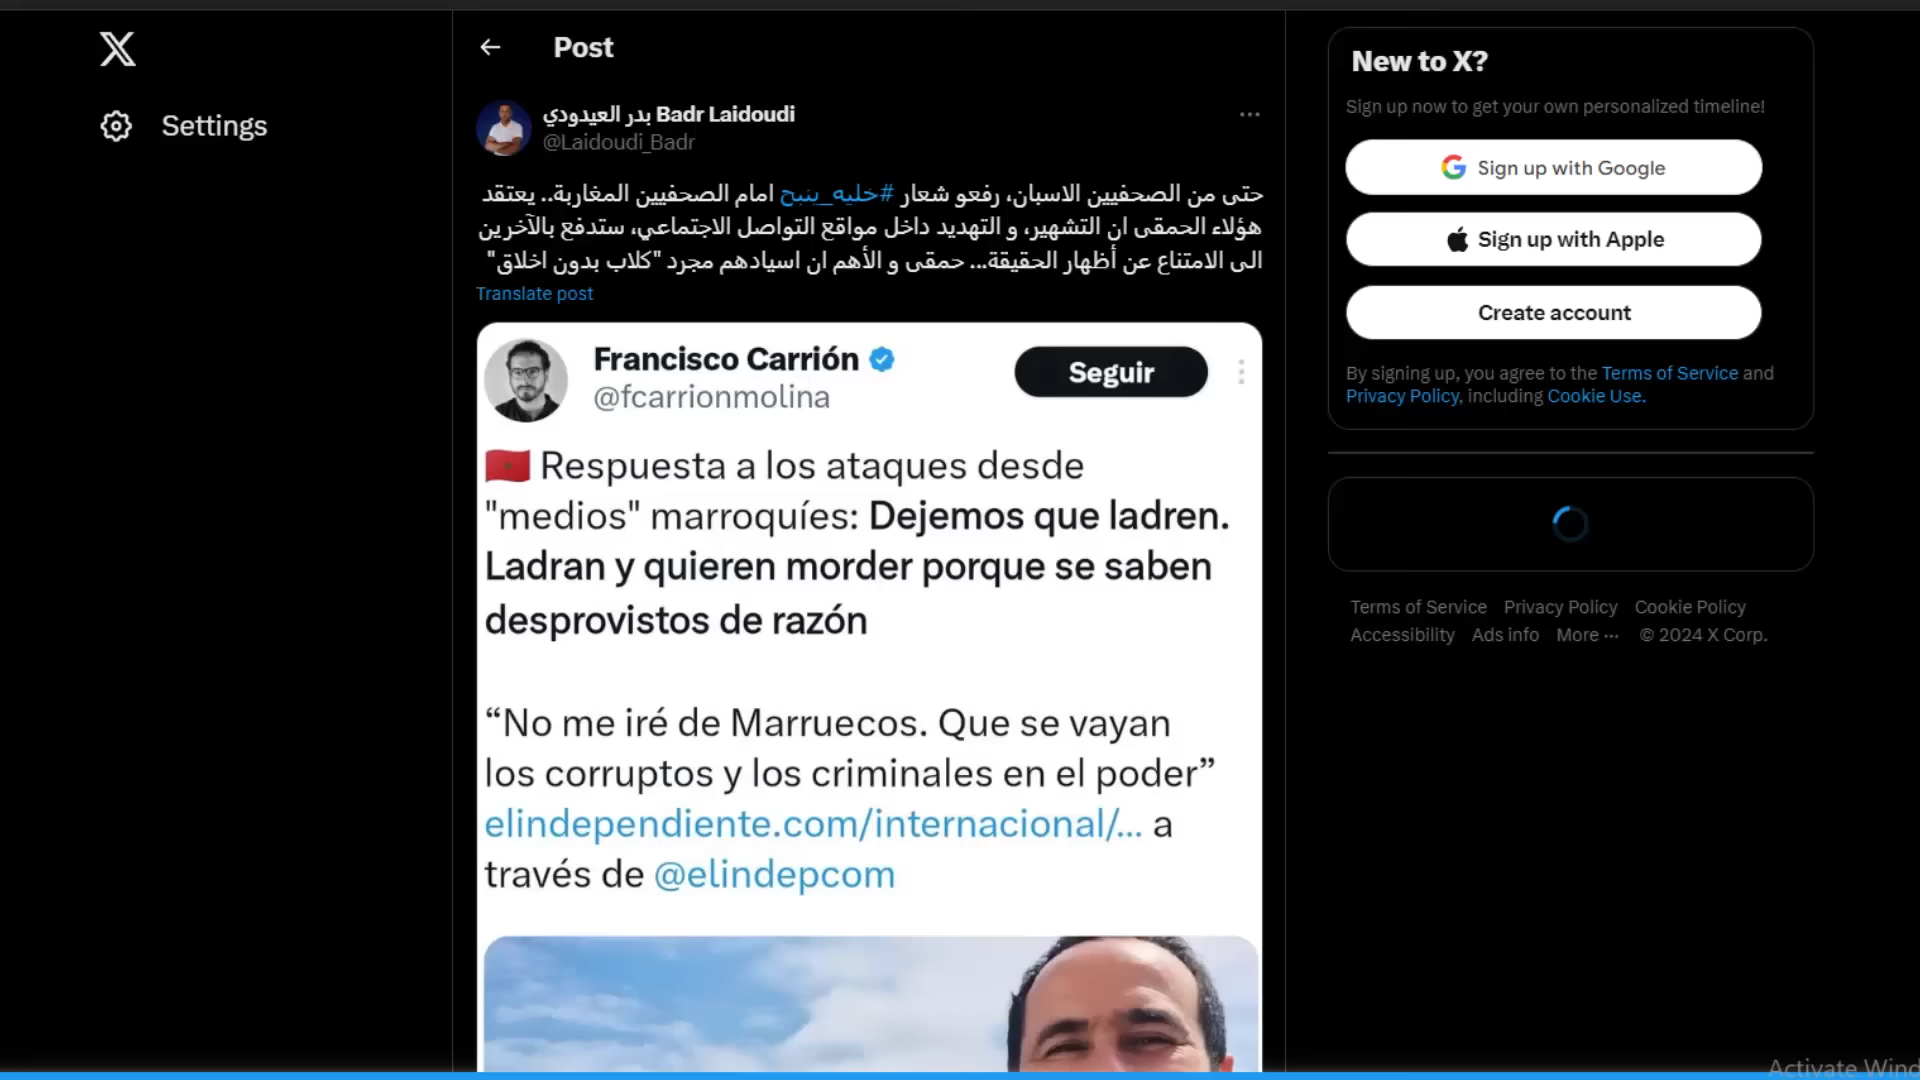 Settings
Post
بدر العيدودي Badr Laidoudi
@Laidoudi_Badr
حتى من الصحفيين الاسبان، رفعو شعار #خليه_ينبح امام الصحفيين المغاربة.. يعتقد
هؤلاء الحمقى ان التشهير، و التهديد داخل مواقع التواصل الاجتماعي، ستدفع بالآخرين
الى الامتناع عن أظهار الحقيقة... حمقى و الأهم ان اسيادهم مجرد "كلاب بدون اخلاق"
Translate post
Francisco Carrión
@fcarrionmolina
Seguir
Respuesta a los ataques desde
"medios" marroquíes: Dejemos que ladren.
Ladran y quieren morder porque se saben
desprovistos de razón
“No me iré de Marruecos. Que se vayan
los corruptos y los criminales en el poder”
elindependiente.com/internacional/... a
través de @elindepcom
New to X?
Sign up now to get your own personalized timeline!
Sign up with Google
Sign up with Apple
Create account
By signing up, you agree to the Terms of Service and
Privacy Policy, including Cookie Use.
Terms of Service Privacy Policy Cookie Policy
Accessibility Ads info More ··· © 2024 X Corp.
Activate Wind